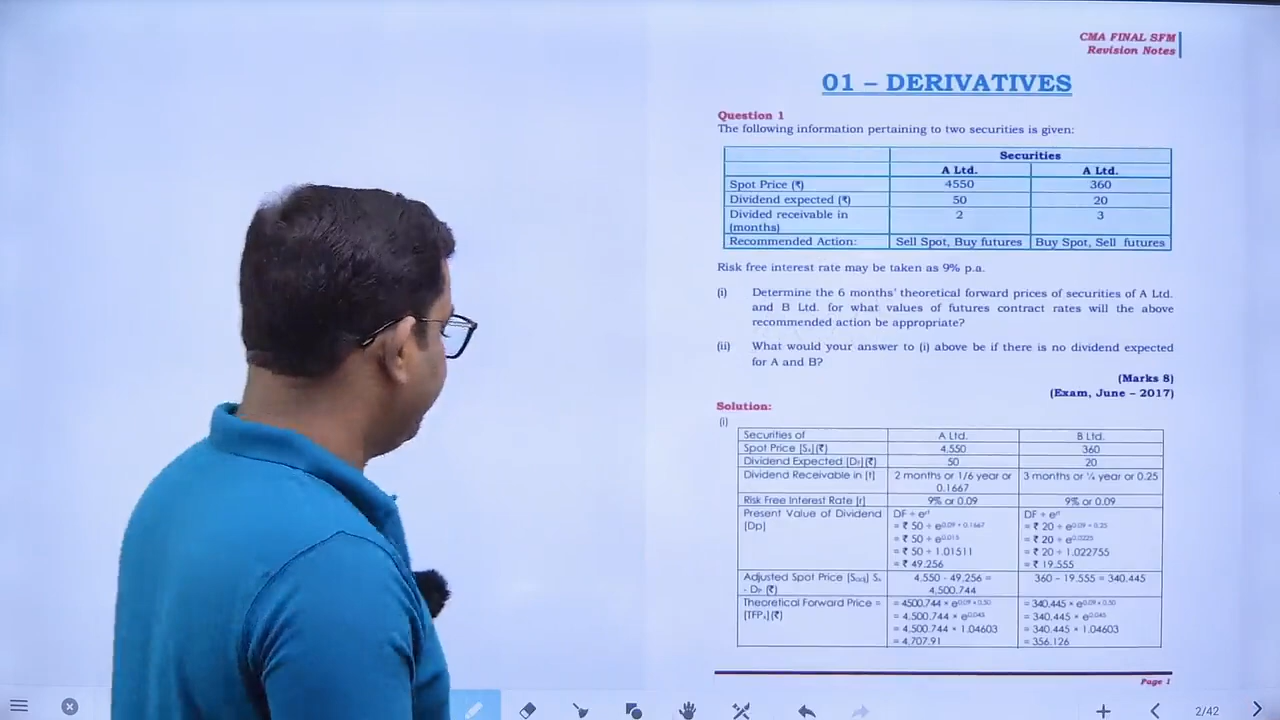 CMA FINAL SFM
Revision Notes
01 – DERIVATIVES
Question 1
The following information pertaining to two securities is given:
Securities
A Ltd. A Ltd.
Spot Price (₹) 4550 360
Dividend expected (₹) 50 20
Divided receivable in (months) 2 3
Recommended Action: Sell Spot, Buy futures Buy Spot, Sell futures
Risk free interest rate may be taken as 9% p.a.
(i) Determine the 6 months' theoretical forward prices of securities of A Ltd.
and B Ltd. for what values of futures contract rates will the above
recommended action be appropriate?
(ii) What would your answer to (i) above be if there is no dividend expected
for A and B?
(Marks 8)
(Exam, June – 2017)
Solution:
(i)
Securities of A Ltd. B Ltd.
Spot Price [Sₓ](₹) 4,550 360
Dividend Expected [Df](₹) 50 20
Dividend Receivable in [t] 2 months or 1/6 year or 0.1667 3 months or ¼ year or 0.25
Risk Free Interest Rate [r] 9% or 0.09 9% or 0.09
Present Value of Dividend [Dp] DF ÷ e^rt DF ÷ e^rt
= ₹ 50 ÷ e^0.09 × 0.1667 = ₹ 20 ÷ e^0.09 × 0.25
= ₹ 50 ÷ e^0.015 = ₹ 20 ÷ e^0.0225
= ₹ 50 ÷ 1.01511 = ₹ 20 ÷ 1.022755
= ₹ 49.256 = ₹ 19.555
Adjusted Spot Price [Sadj] Sₓ - Dp (₹) 4,550 - 49.256 = 4,500.744 360 – 19.555 = 340.445
Theoretical Forward Price = [TFPₓ](₹) = 4500.744 × e^0.09 × 0.50 = 340.445 × e^0.09 × 0.50
= 4,500.744 × e^0.045 = 340.445 × e^0.045
= 4,500.744 × 1.04603 = 340.445 × 1.04603
= 4,707.91 = 356.126
Page 1
2/42